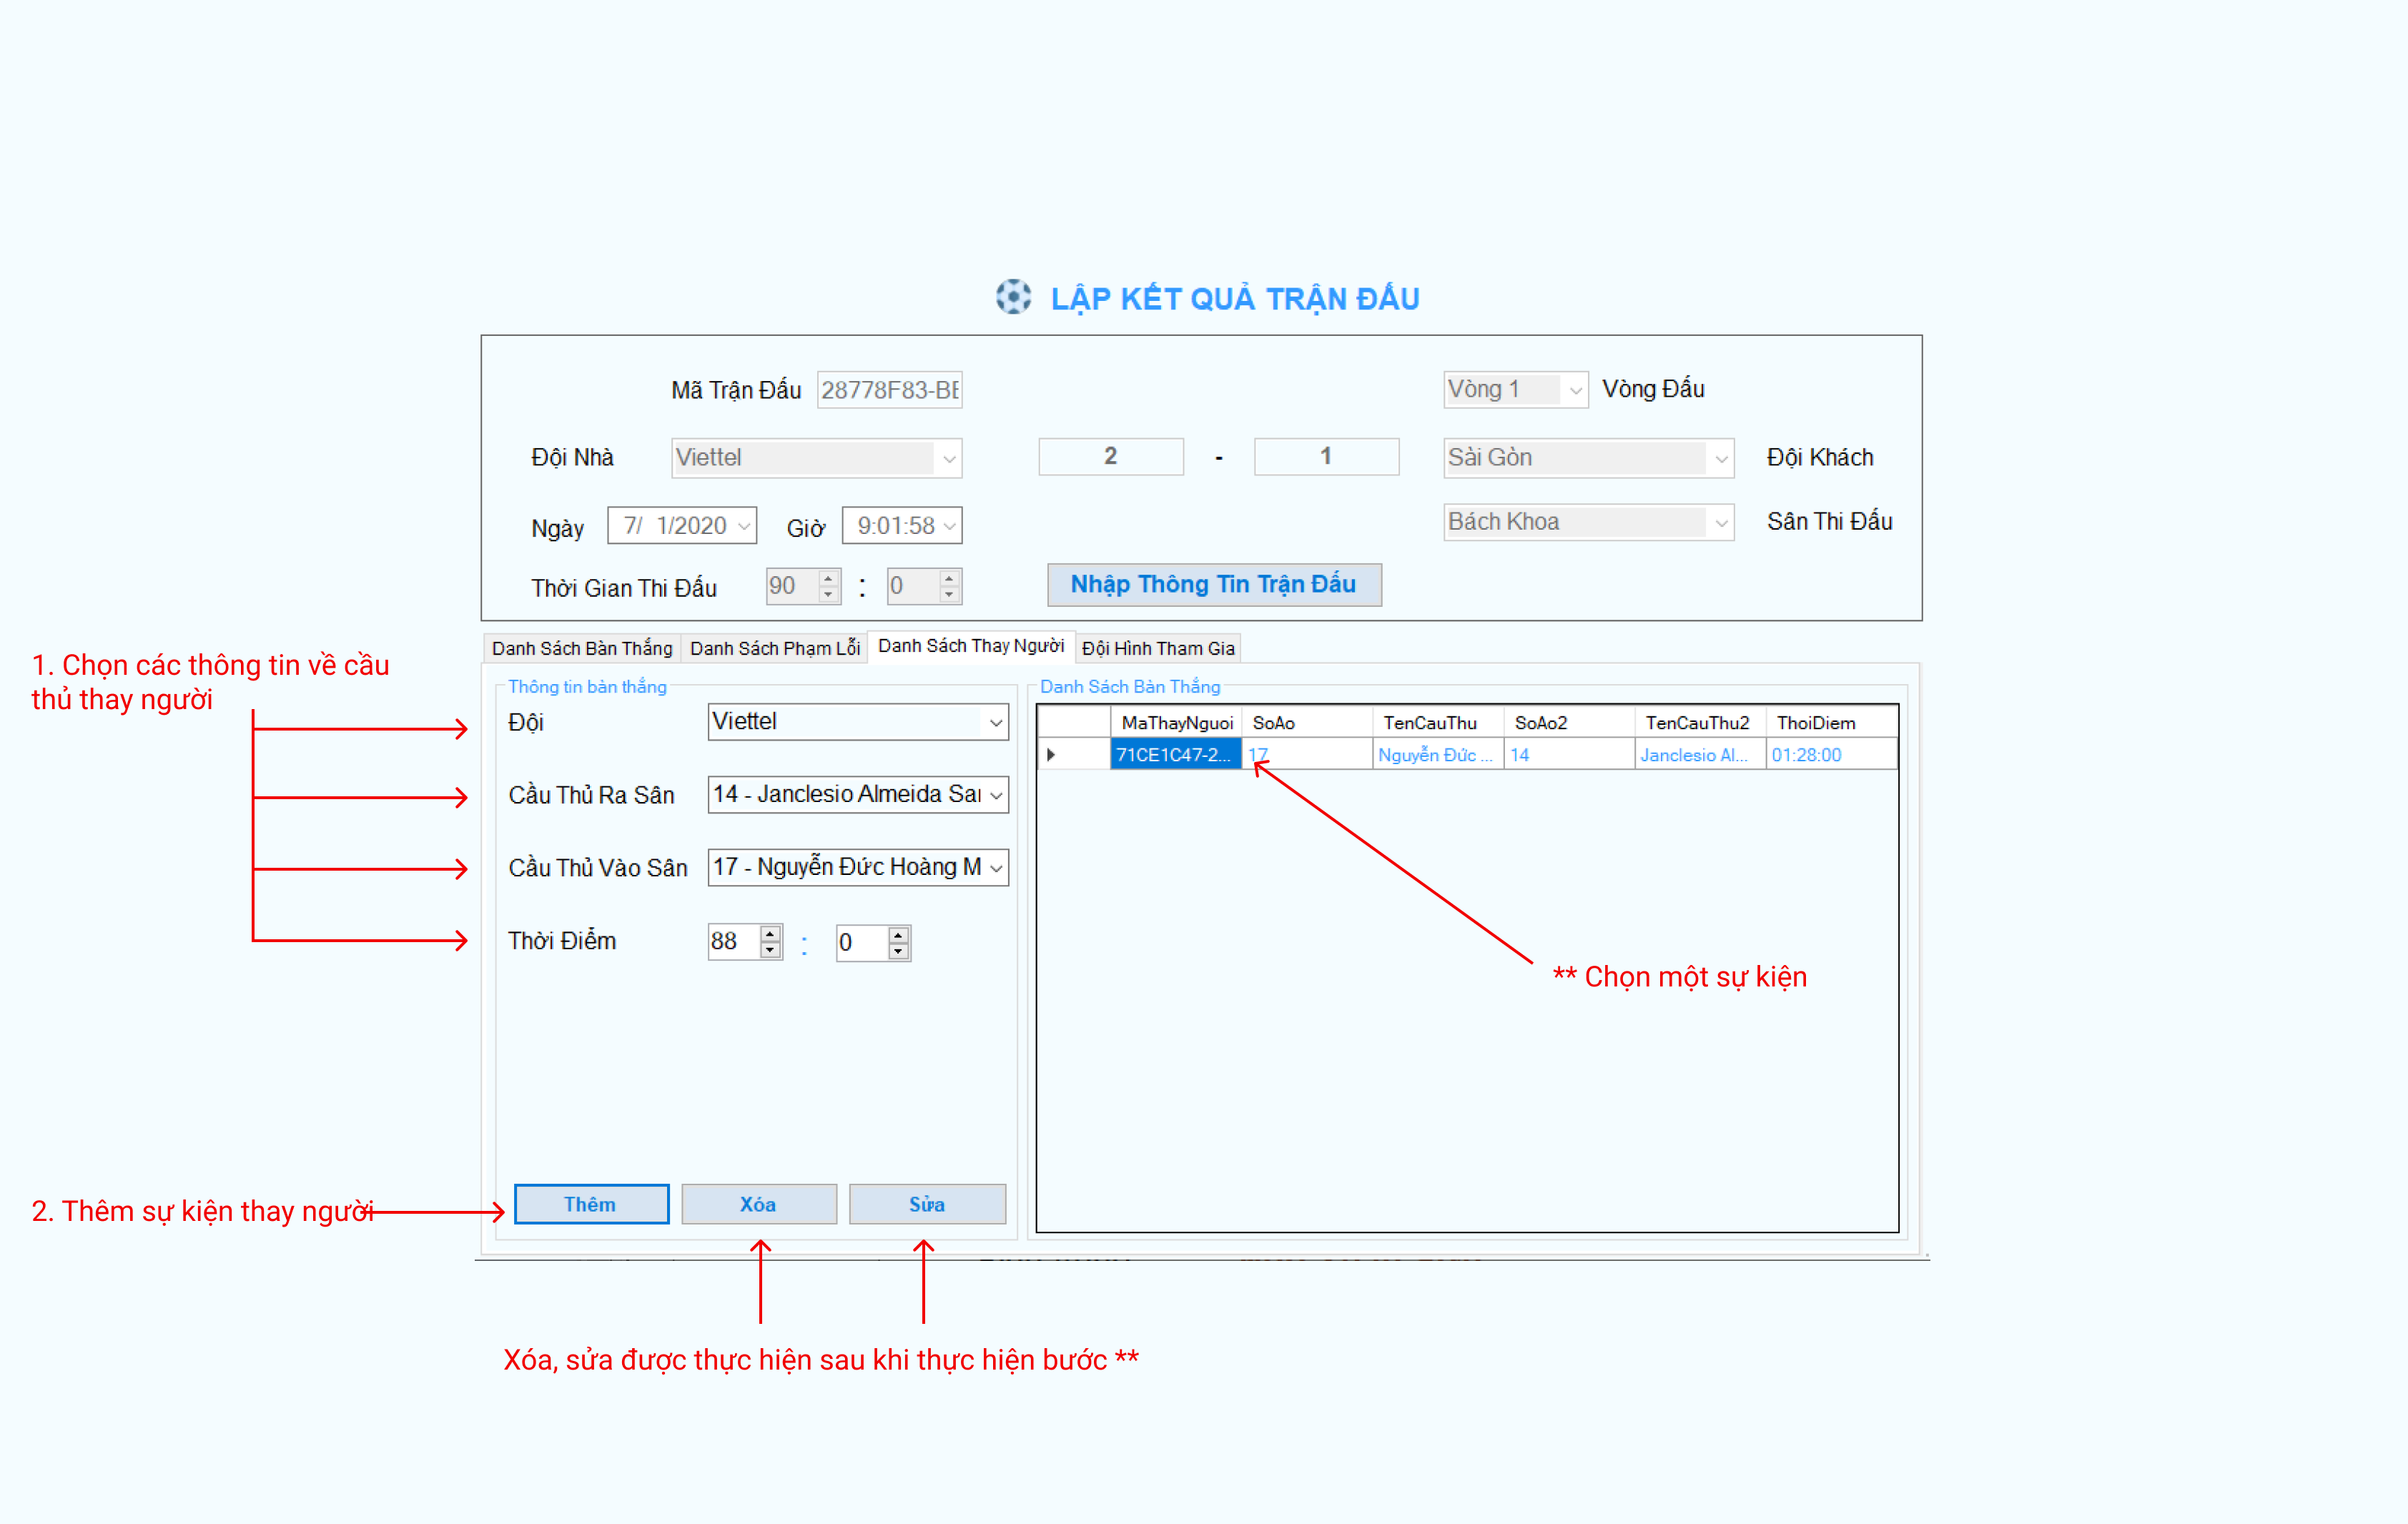 LẬP KẾT QUẢ TRẬN ĐẤU
Mã Trận Đấu 28778F83-BE Vòng 1 Vòng Đấu
Đội Nhà Viettel 2 - 1 Sài Gòn Đội Khách
Ngày 7/ 1/2020 Giờ 9:01:58 Bách Khoa Sân Thi Đấu
Thời Gian Thi Đấu 90 : 0 Nhập Thông Tin Trận Đấu
Danh Sách Bàn Thắng Danh Sách Phạm Lỗi Danh Sách Thay Người Đội Hình Tham Gia
1. Chọn các thông tin về cầu
thủ thay người
Thông tin bàn thắng
Đội Viettel
Cầu Thủ Ra Sân 14 - Janclesio Almeida Sa
Cầu Thủ Vào Sân 17 - Nguyễn Đức Hoàng M
Thời Điểm 88 : 0
Danh Sách Bàn Thắng
MaThayNguoi SoAo TenCauThu SoAo2 TenCauThu2 ThoiDiem
71CE1C47-2... 17 Nguyễn Đức ... 14 Janclesio Al... 01:28:00
** Chọn một sự kiện
2. Thêm sự kiện thay người
Thêm Xóa Sửa
Xóa, sửa được thực hiện sau khi thực hiện bước **